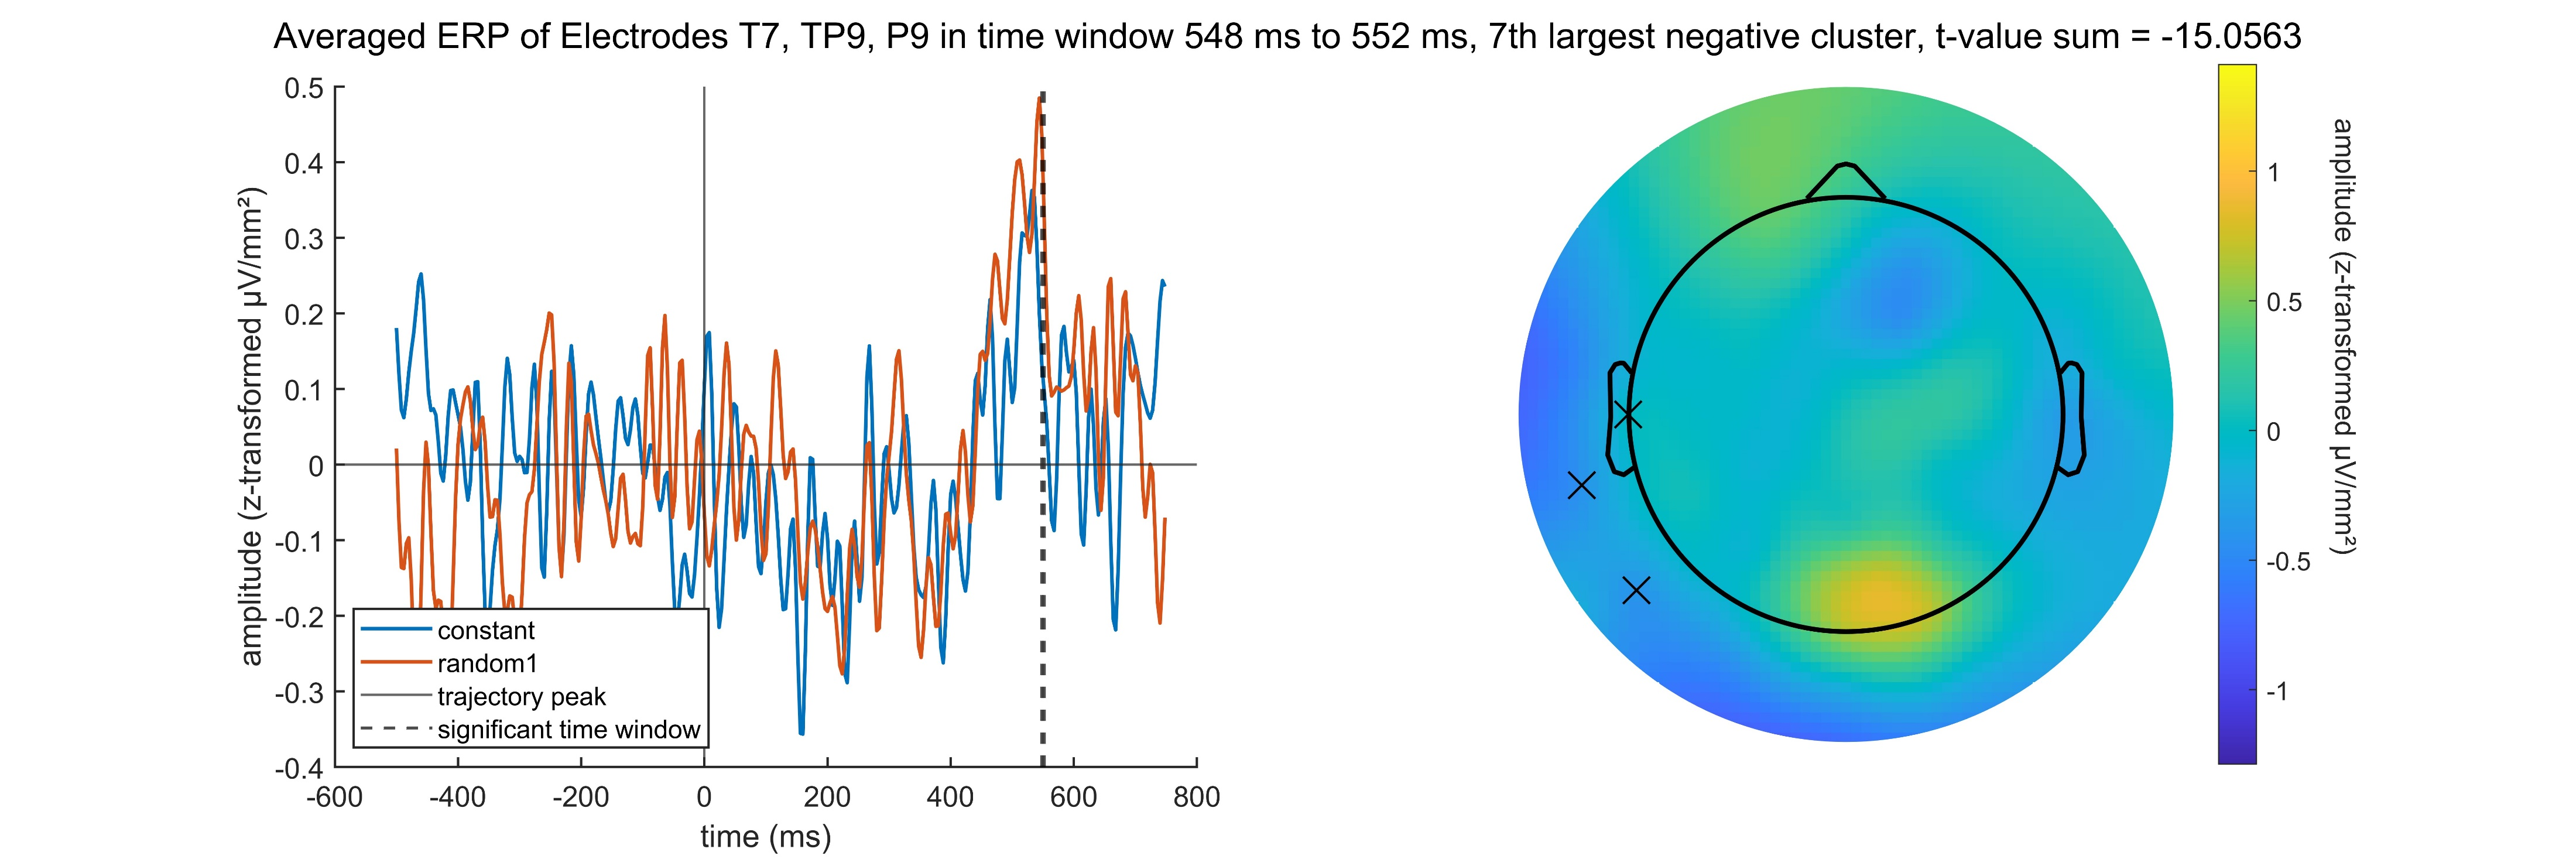 Averaged ERP of Electrodes T7, TP9, P9 in time window 548 ms to 552 ms, 7th largest negative cluster, t-value sum = -15.0563
amplitude (z-transformed µV/mm²)
0.5
0.4
0.3
0.2
0.1
0
-0.1
-0.2
-0.3
-0.4
constant
random1
trajectory peak
significant time window
-600
-400
-200
0
200
400
600
800
time (ms)
1
0.5
0
-0.5
-1
amplitude (z-transformed µV/mm²)